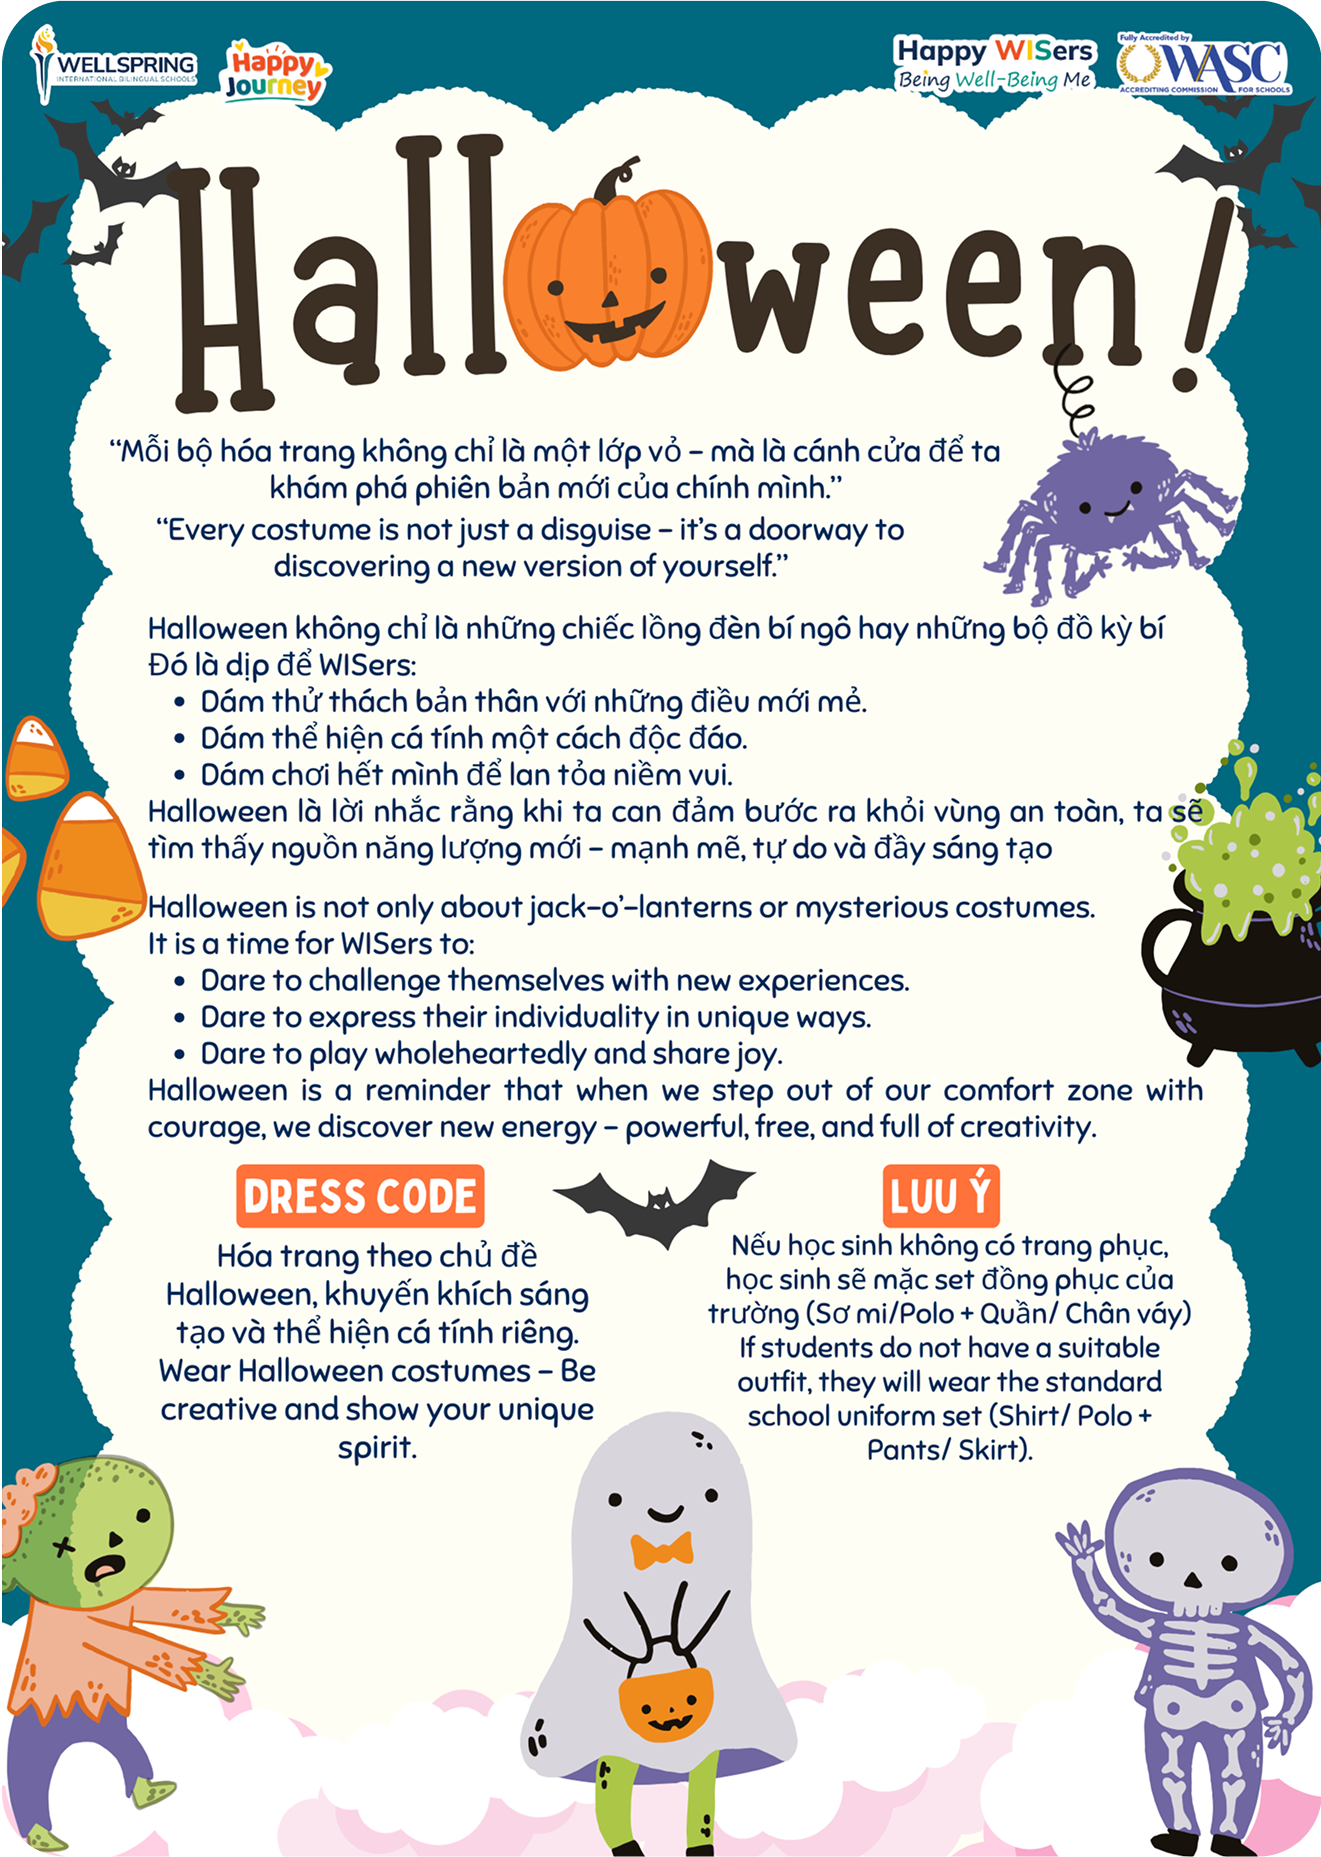 WELLSPRING
INTERNATIONAL BILINGUAL SCHOOLS
Happy
Journey
Happy WISers
Being Well-Being Me
Fully Accredited by
WASC
ACCREDITING COMMISSION FOR SCHOOLS
Halloween!
“Mỗi bộ hóa trang không chỉ là một lớp vỏ – mà là cánh cửa để ta
khám phá phiên bản mới của chính mình.”
“Every costume is not just a disguise – it’s a doorway to
discovering a new version of yourself.”
Halloween không chỉ là những chiếc lồng đèn bí ngô hay những bộ đồ kỳ bí
Đó là dịp để WISers:
• Dám thử thách bản thân với những điều mới mẻ.
• Dám thể hiện cá tính một cách độc đáo.
• Dám chơi hết mình để lan tỏa niềm vui.
Halloween là lời nhắc rằng khi ta can đảm bước ra khỏi vùng an toàn, ta sẽ
tìm thấy nguồn năng lượng mới – mạnh mẽ, tự do và đầy sáng tạo
Halloween is not only about jack-o’-lanterns or mysterious costumes.
It is a time for WISers to:
• Dare to challenge themselves with new experiences.
• Dare to express their individuality in unique ways.
• Dare to play wholeheartedly and share joy.
Halloween is a reminder that when we step out of our comfort zone with
courage, we discover new energy – powerful, free, and full of creativity.
DRESS CODE
Hóa trang theo chủ đề
Halloween, khuyến khích sáng
tạo và thể hiện cá tính riêng.
Wear Halloween costumes – Be
creative and show your unique
spirit.
LUU Ý
Nếu học sinh không có trang phục,
học sinh sẽ mặc set đồng phục của
trường (Sơ mi/Polo + Quần/ Chân váy)
If students do not have a suitable
outfit, they will wear the standard
school uniform set (Shirt/ Polo +
Pants/ Skirt).